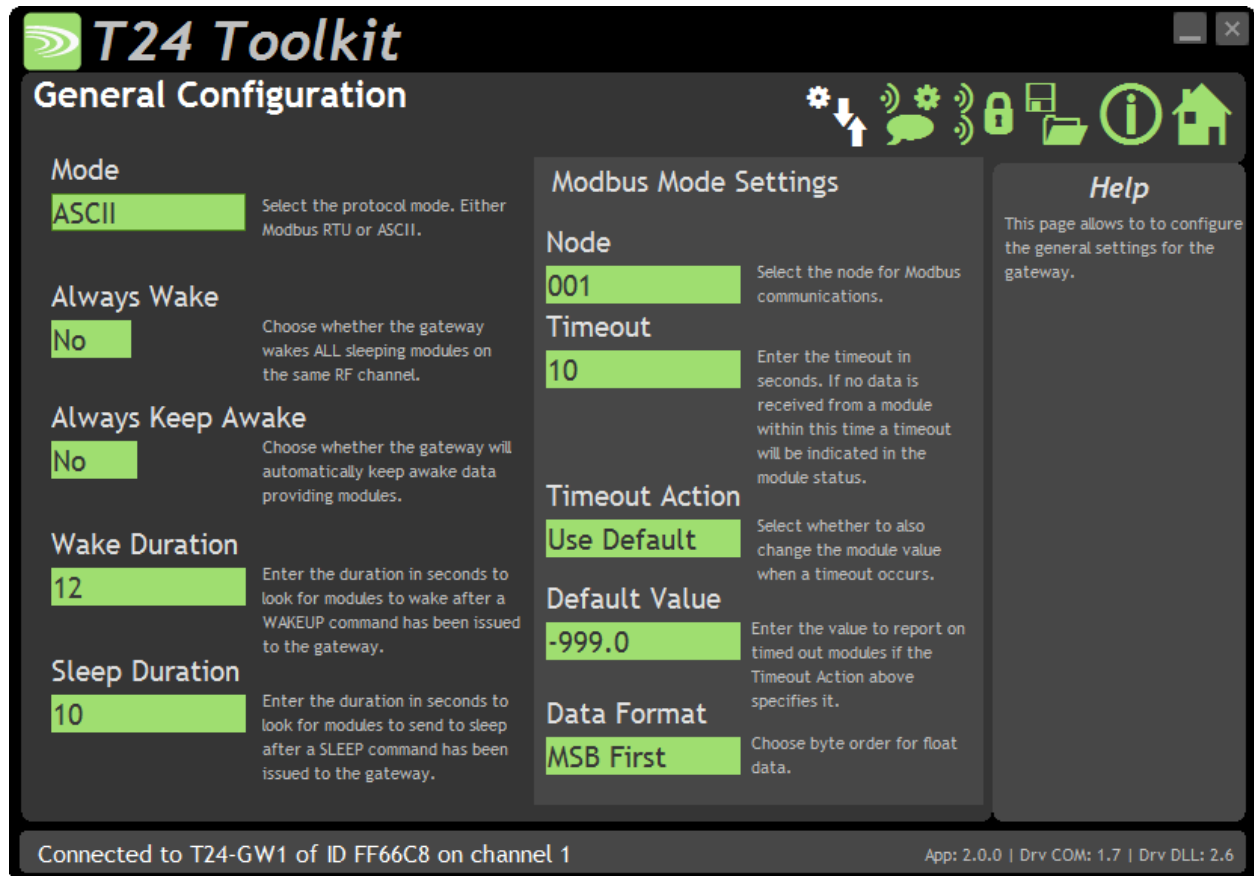 T24 Toolkit
General Configuration
Mode
ASCII
Select the protocol mode. Either
Modbus RTU or ASCII.
Always Wake
No
Choose whether the gateway
wakes ALL sleeping modules on
the same RF channel.
Always Keep Awake
No
Choose whether the gateway will
automatically keep awake data
providing modules.
Wake Duration
12
Enter the duration in seconds to
look for modules to wake after a
WAKEUP command has been issued
to the gateway.
Sleep Duration
10
Enter the duration in seconds to
look for modules to send to sleep
after a SLEEP command has been
issued to the gateway.
Modbus Mode Settings
Node
001
Select the node for Modbus
communications.
Timeout
10
Enter the timeout in
seconds. If no data is
received from a module
within this time a timeout
will be indicated in the
module status.
Timeout Action
Use Default
Select whether to also
change the module value
when a timeout occurs.
Default Value
-999.0
Enter the value to report on
timed out modules if the
Timeout Action above
specifies it.
Data Format
MSB First
Choose byte order for float
data.
Help
This page allows to to configure
the general settings for the
gateway.
Connected to T24-GW1 of ID FF66C8 on channel 1
App: 2.0.0 | Drv COM: 1.7 | Drv DLL: 2.6